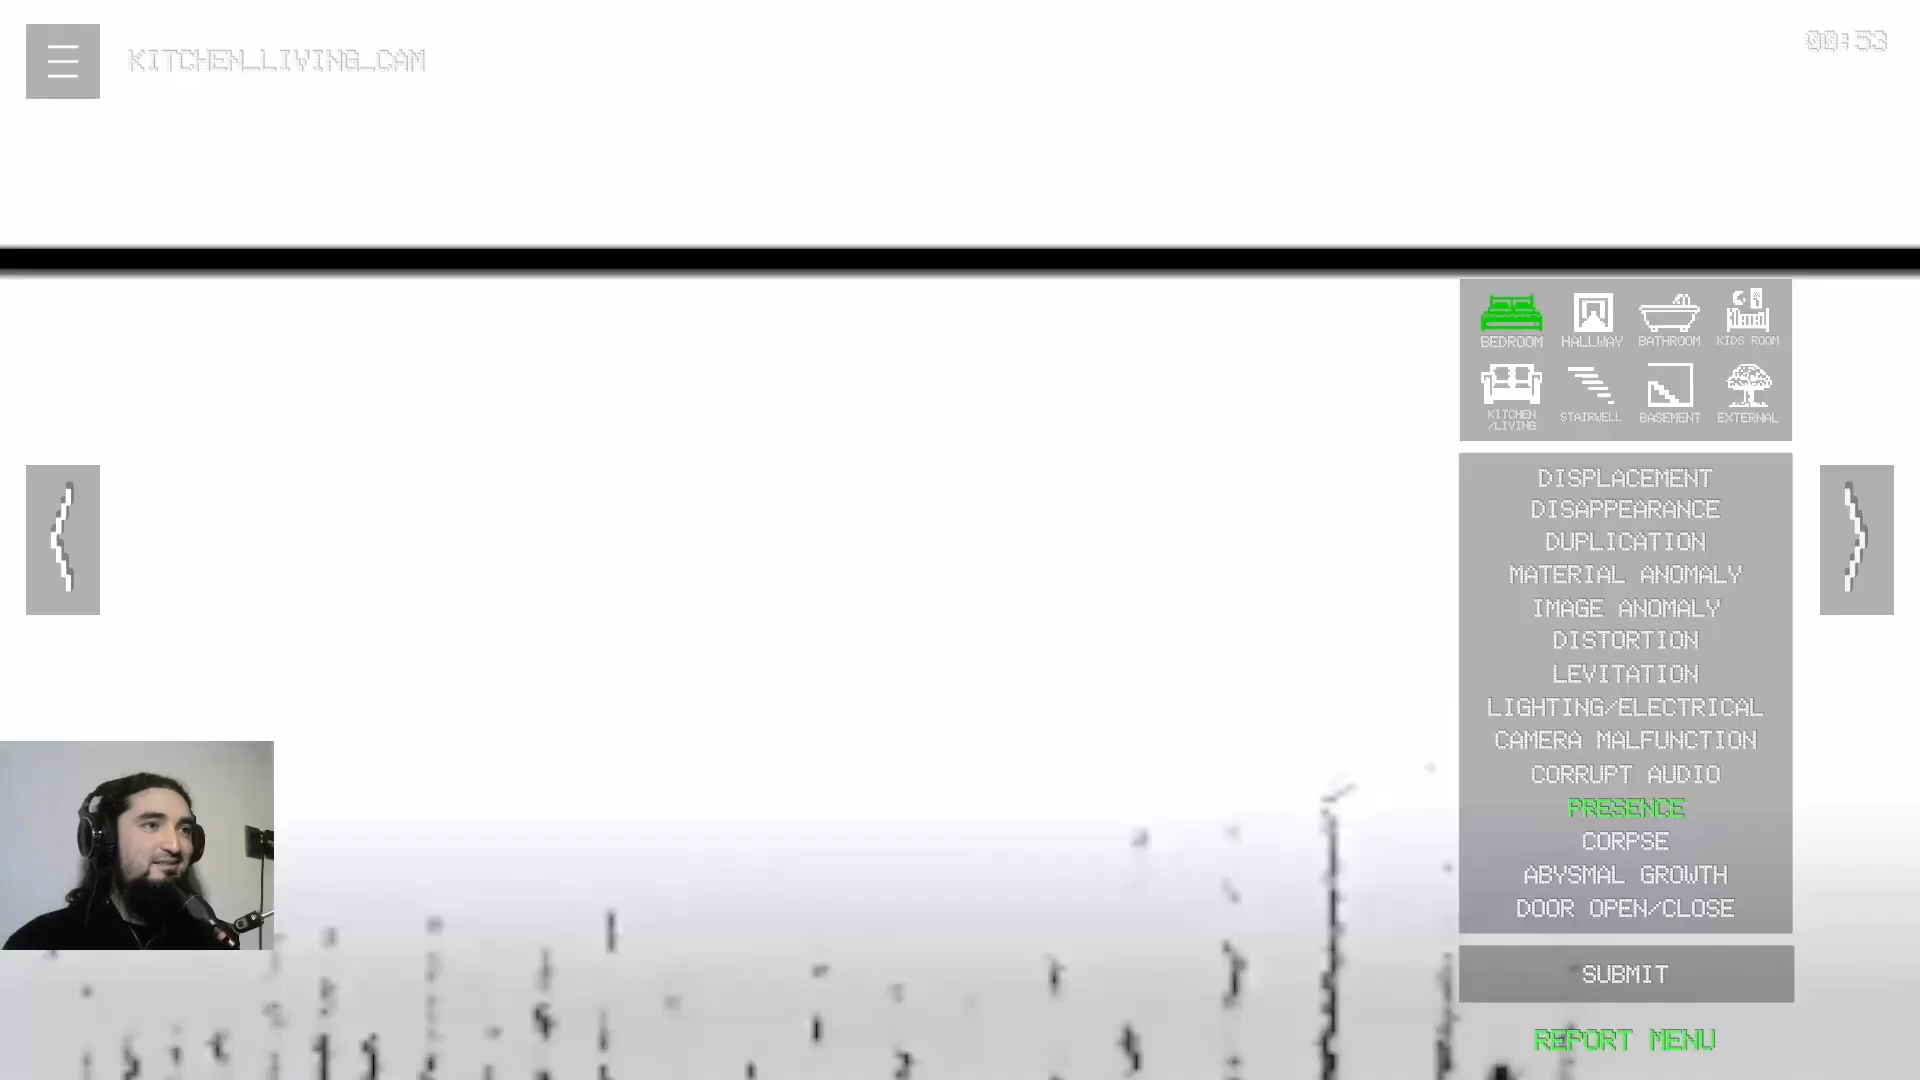 KITCHEN_LIVING_CAM
00:53
BEDROOM
HALLWAY
BATHROOM
KIDS ROOM
KITCHEN
/LIVING
STAIRWELL
BASEMENT
EXTERNAL
DISPLACEMENT
DISAPPEARANCE
DUPLICATION
MATERIAL ANOMALY
IMAGE ANOMALY
DISTORTION
LEVITATION
LIGHTING/ELECTRICAL
CAMERA MALFUNCTION
CORRUPT AUDIO
PRESENCE
CORPSE
ABYSMAL GROWTH
DOOR OPEN/CLOSE
SUBMIT
REPORT MENU